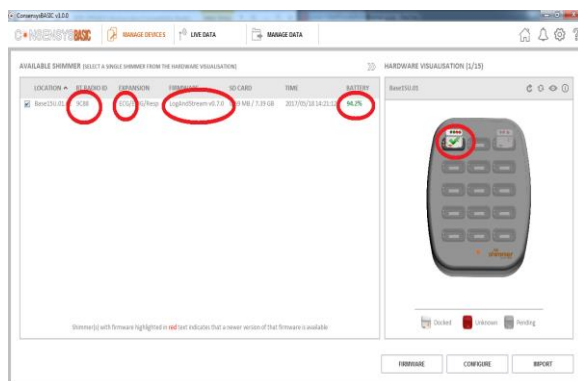 ConsensysBASIC v1.0.0
CONSENSYSBASIC
MANAGE DEVICES
LIVE DATA
MANAGE DATA
AVAILABLE SHIMMER (SELECT A SINGLE SHIMMER FROM THE HARDWARE VISUALISATION)
HARDWARE VISUALISATION (1/15)
LOCATION BT RADIO ID EXPANSION FIRMWARE SD CARD TIME BATTERY
Base15U.01 9C88 LogAndStream v0.7.0 MB / 7.39 GB 94.2%
Base15U.01
shimmer
Docked Unknown Pending
Shimmer(s) with firmware highlighted in red text indicates that a newer version of that firmware is available
FIRMWARE CONFIGURE IMPORT